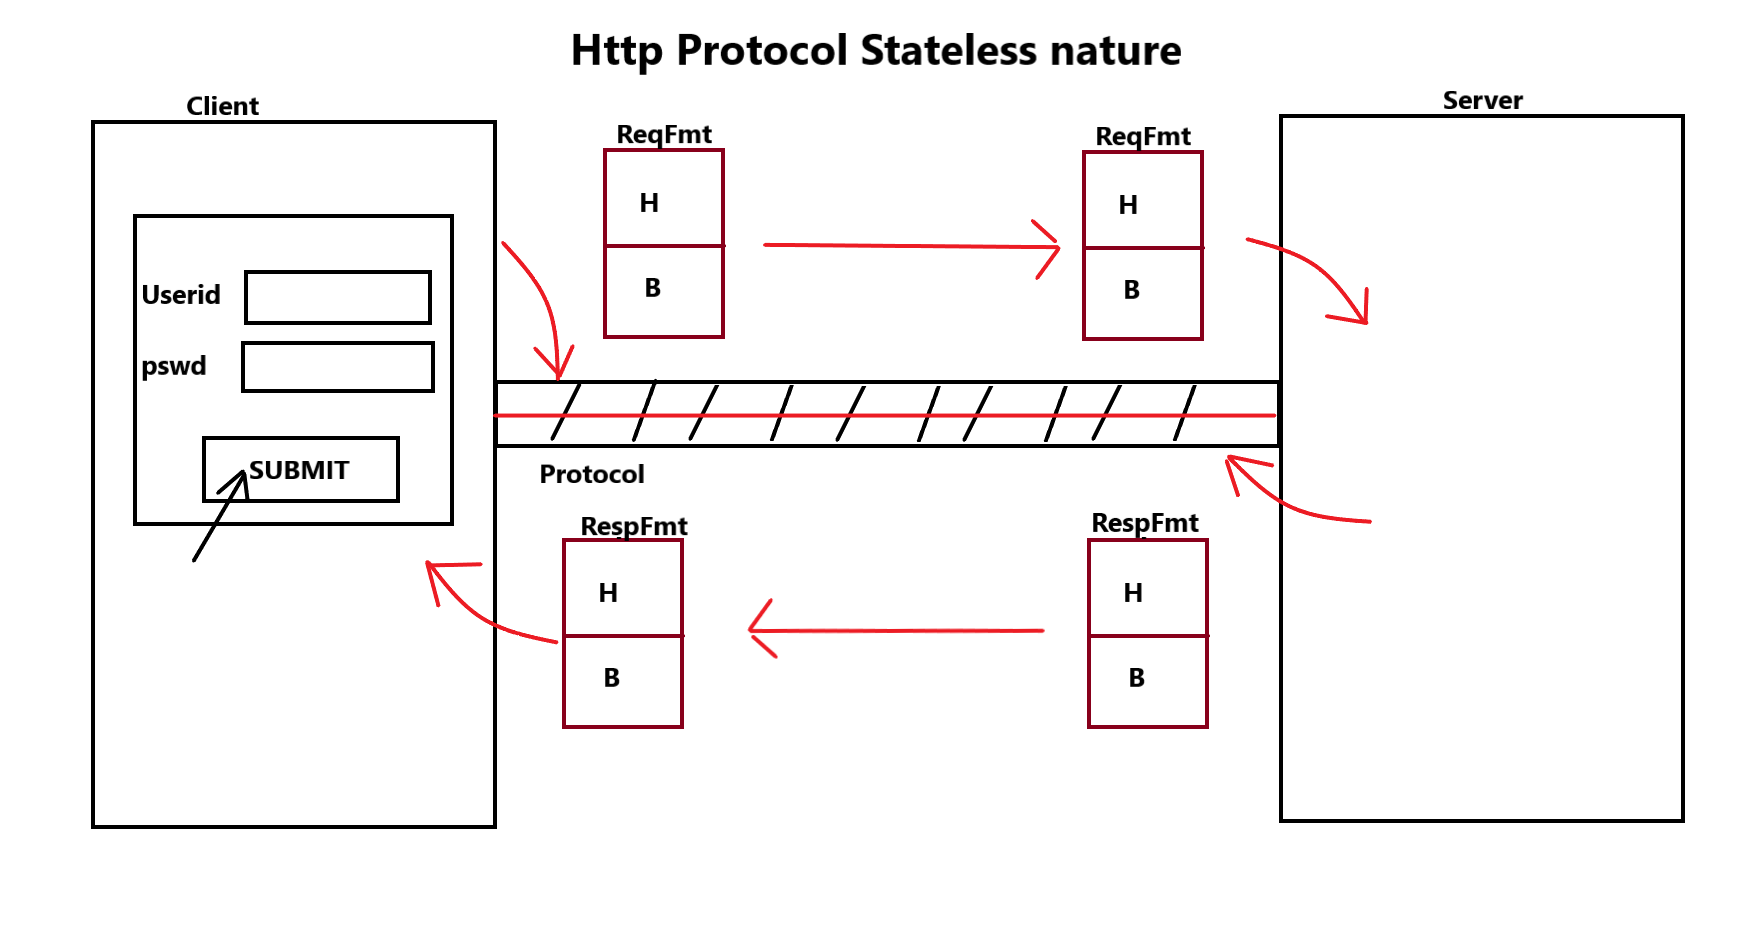 Http Protocol Stateless nature
Client
Server
ReqFmt
H
B
ReqFmt
H
B
Userid
pswd
SUBMIT
Protocol
RespFmt
H
B
RespFmt
H
B